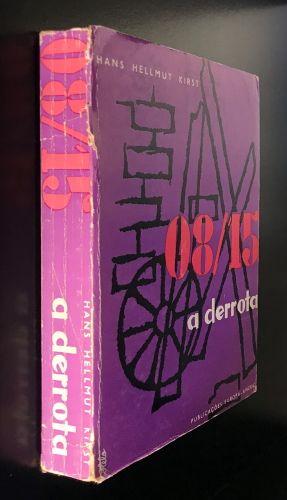 HANS HELLMUT KIRST
08/15
a derrota
PUBLICAÇÕES EUROPA-AMÉRICA
08/15
a derrota
HANS HELLMUT KIRST